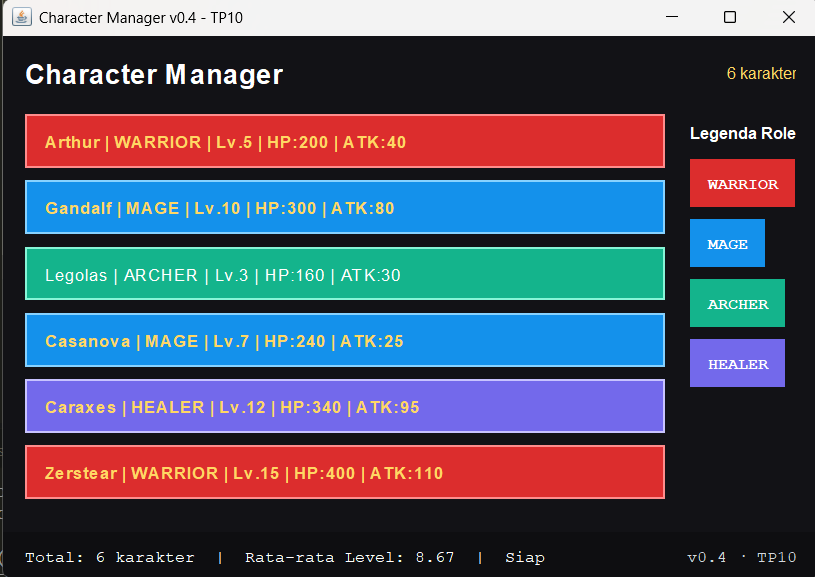 Character Manager v0.4 - TP10
Character Manager
6 karakter
Arthur | WARRIOR | Lv.5 | HP:200 | ATK:40
Gandalf | MAGE | Lv.10 | HP:300 | ATK:80
Legolas | ARCHER | Lv.3 | HP:160 | ATK:30
Casanova | MAGE | Lv.7 | HP:240 | ATK:25
Caraxes | HEALER | Lv.12 | HP:340 | ATK:95
Zerstear | WARRIOR | Lv.15 | HP:400 | ATK:110
Legenda Role
WARRIOR
MAGE
ARCHER
HEALER
Total: 6 karakter | Rata-rata Level: 8.67 | Siap
v0.4 · TP10